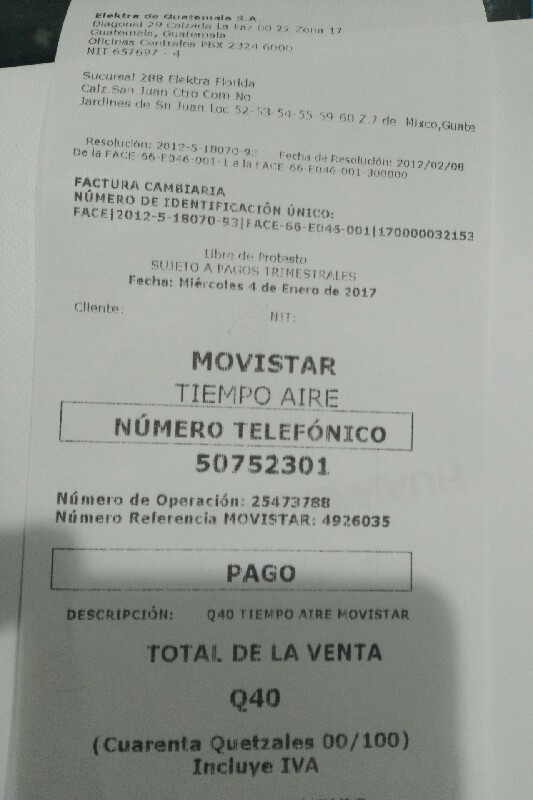 Elektra de Guatemala S.A.
Diagonal 29 Calzada La Paz 00 25 Zona 17
Guatemala, Guatemala
Oficinas Centrales PBX 2324 6000
NIT 657697 - 4
Sucursal 288 Elektra Florida
Calz.San Juan Ctro Com No
Jardines de Sn Juan Loc 52-53-54-55-59-60 Z.7 de Mixco,Guate
Resolución: 2012-5-18070-93 Fecha de Resolución: 2012/02/08
De la FACE-66-E046-001-1 a la FACE-66-E046-001-300000
FACTURA CAMBIARIA
NÚMERO DE IDENTIFICACIÓN ÚNICO:
FACE|2012-5-18070-93|FACE-66-E046-001|170000032153
Libre de Protesto
SUJETO A PAGOS TRIMESTRALES
Fecha: Miércoles 4 de Enero de 2017
Cliente:
NIT:
MOVISTAR
TIEMPO AIRE
NÚMERO TELEFÓNICO
50752301
Número de Operación: 25473788
Número Referencia MOVISTAR: 4926035
PAGO
DESCRIPCIÓN: Q40 TIEMPO AIRE MOVISTAR
TOTAL DE LA VENTA
Q40
(Cuarenta Quetzales 00/100)
Incluye IVA